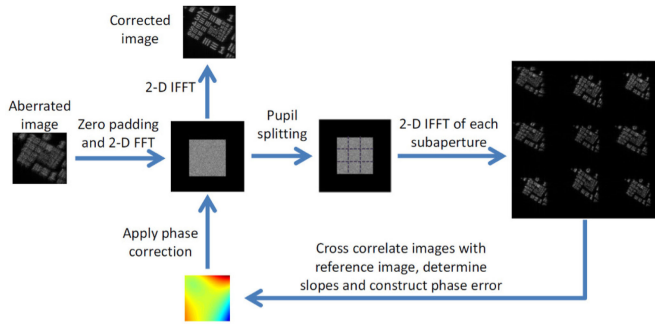 Corrected
image
2-D IFFT
Aberrated
image
Zero padding
and 2-D FFT
Pupil
splitting
2-D IFFT of each
subaperture
Apply phase
correction
Cross correlate images with
reference image, determine
slopes and construct phase error